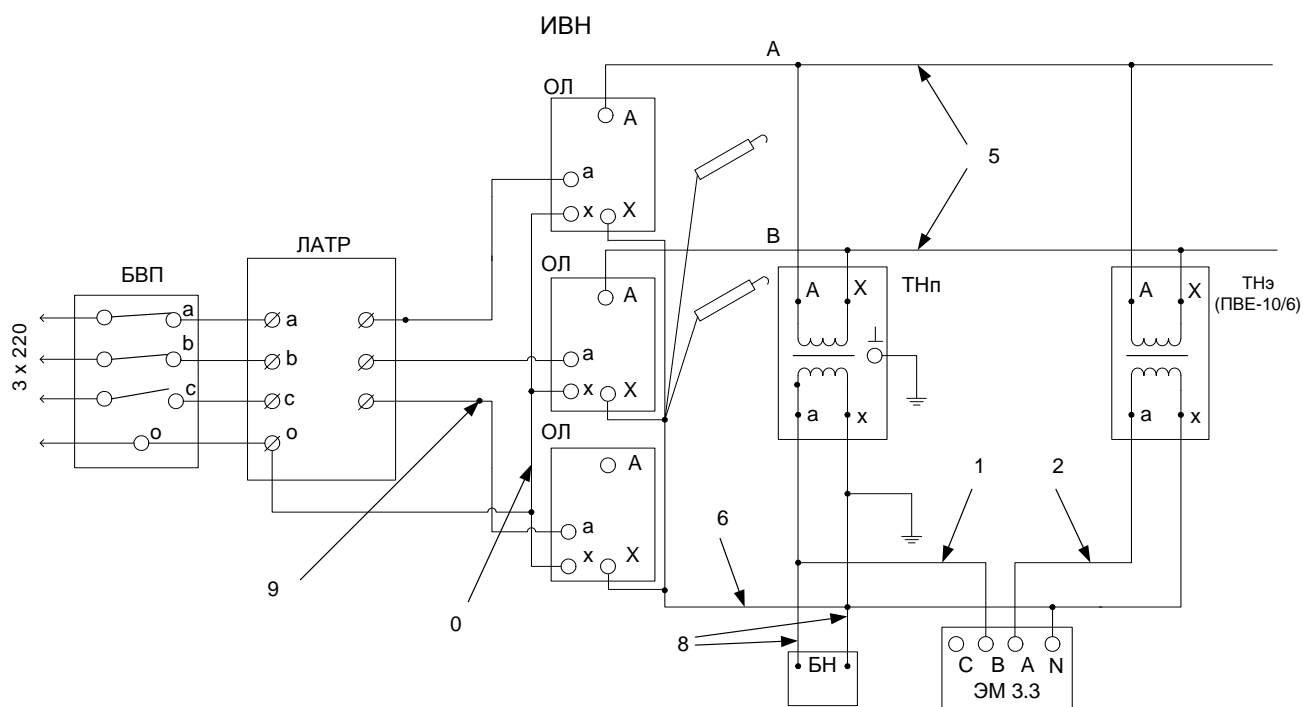 ИВН
A
ОЛ
A
a
x
X
5
B
ЛАТР
ОЛ
A
a
x
X
A
X
ТНп
A
X
ТНэ
(ПВЕ-10/6)
БВП
3 x 220
a
b
c
o
a
b
c
o
a
x
a
x
ОЛ
A
a
x
X
1
2
6
9
0
8
БН
C B A N
ЭМ 3.3